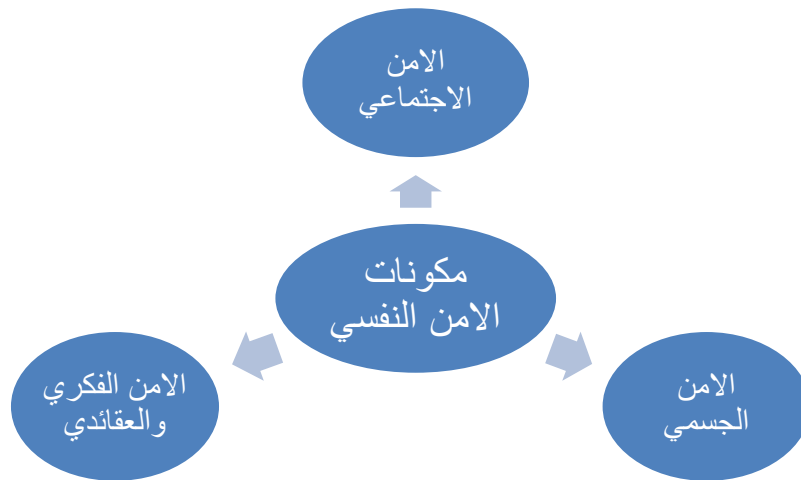 الامن
الاجتماعي
مكونات
الامن النفسي
الامن
الجسمي
الامن الفكري
والعقائدي